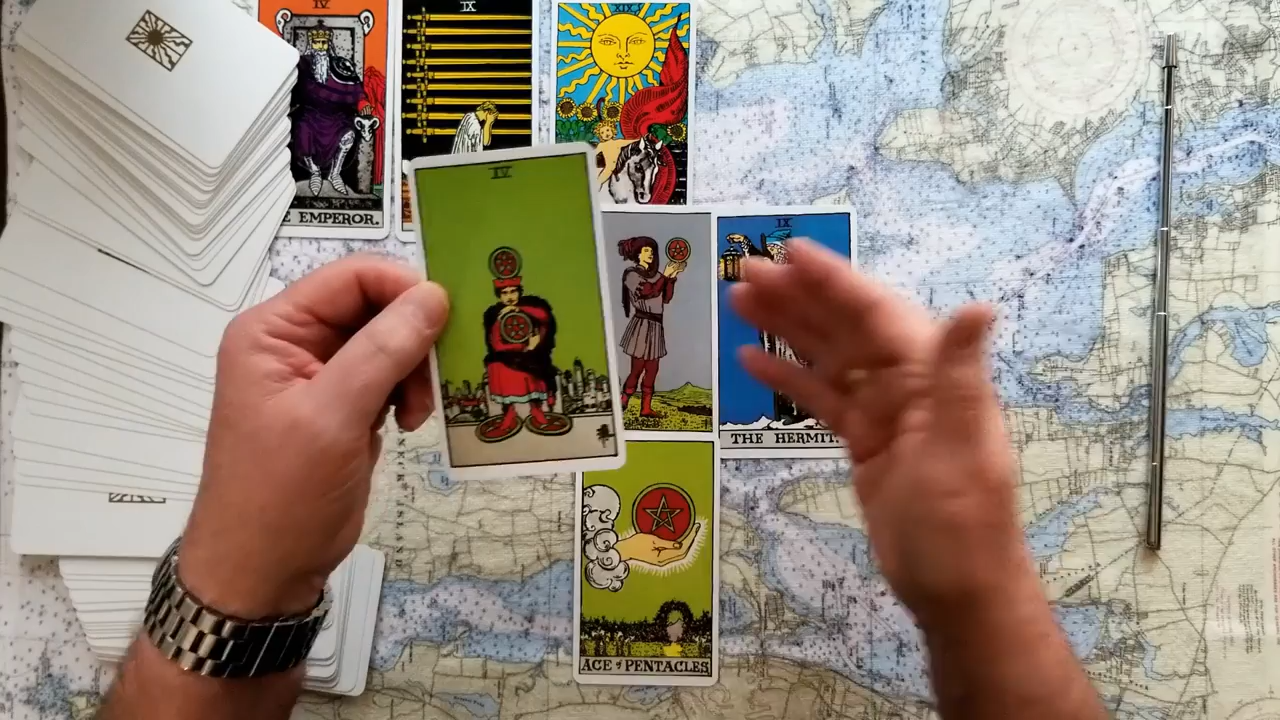 IV
IX
XIX
E EMPEROR.
IV
IX
THE HERMIT.
ACE of PENTACLES